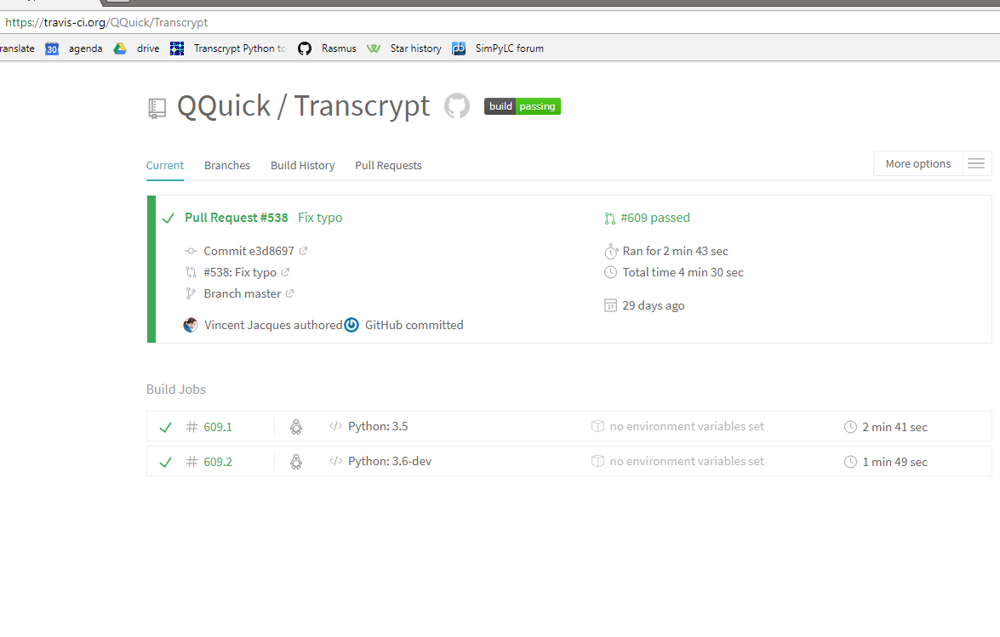 https://travis-ci.org/QQuick/Transcrypt
ranslate 30 agenda drive Transcrypt Python to Rasmus Star history pb SimPyLC forum
QQuick / Transcrypt build passing
Current Branches Build History Pull Requests More options
Pull Request #538 Fix typo #609 passed
Commit e3d8697 Ran for 2 min 43 sec
#538: Fix typo Total time 4 min 30 sec
Branch master 27 29 days ago
Vincent Jacques authored GitHub committed
Build Jobs
# 609.1 </> Python: 3.5 no environment variables set 2 min 41 sec
# 609.2 </> Python: 3.6-dev no environment variables set 1 min 49 sec